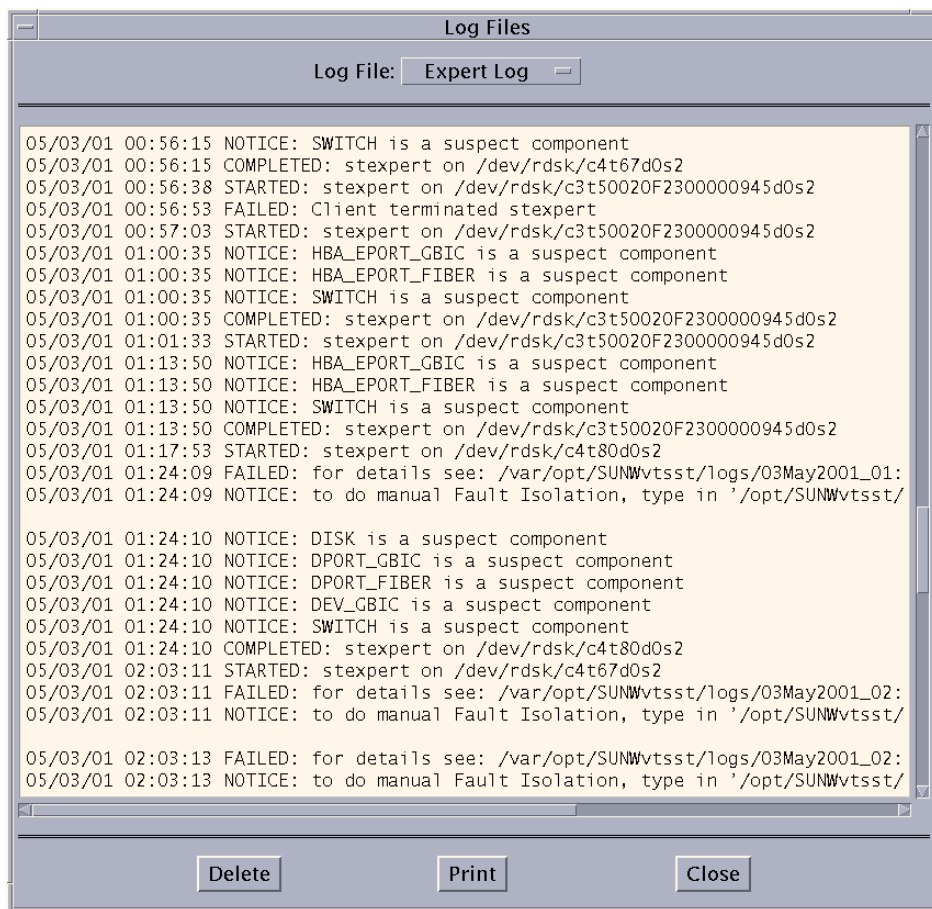 Log Files
Log File: Expert Log
05/03/01 00:56:15 NOTICE: SWITCH is a suspect component
05/03/01 00:56:15 COMPLETED: stexpert on /dev/rdsk/c4t67d0s2
05/03/01 00:56:38 STARTED: stexpert on /dev/rdsk/c3t50020F2300000945d0s2
05/03/01 00:56:53 FAILED: Client terminated stexpert
05/03/01 00:57:03 STARTED: stexpert on /dev/rdsk/c3t50020F2300000945d0s2
05/03/01 01:00:35 NOTICE: HBA_EPORT_GBIC is a suspect component
05/03/01 01:00:35 NOTICE: HBA_EPORT_FIBER is a suspect component
05/03/01 01:00:35 NOTICE: SWITCH is a suspect component
05/03/01 01:00:35 COMPLETED: stexpert on /dev/rdsk/c3t50020F2300000945d0s2
05/03/01 01:01:33 STARTED: stexpert on /dev/rdsk/c3t50020F2300000945d0s2
05/03/01 01:13:50 NOTICE: HBA_EPORT_GBIC is a suspect component
05/03/01 01:13:50 NOTICE: HBA_EPORT_FIBER is a suspect component
05/03/01 01:13:50 NOTICE: SWITCH is a suspect component
05/03/01 01:13:50 COMPLETED: stexpert on /dev/rdsk/c3t50020F2300000945d0s2
05/03/01 01:17:53 STARTED: stexpert on /dev/rdsk/c4t80d0s2
05/03/01 01:24:09 FAILED: for details see: /var/opt/SUNWvtsst/logs/03May2001_01:
05/03/01 01:24:09 NOTICE: to do manual Fault Isolation, type in '/opt/SUNWvtsst/
05/03/01 01:24:10 NOTICE: DISK is a suspect component
05/03/01 01:24:10 NOTICE: DPORT_GBIC is a suspect component
05/03/01 01:24:10 NOTICE: DPORT_FIBER is a suspect component
05/03/01 01:24:10 NOTICE: DEV_GBIC is a suspect component
05/03/01 01:24:10 NOTICE: SWITCH is a suspect component
05/03/01 01:24:10 COMPLETED: stexpert on /dev/rdsk/c4t80d0s2
05/03/01 02:03:11 STARTED: stexpert on /dev/rdsk/c4t67d0s2
05/03/01 02:03:11 FAILED: for details see: /var/opt/SUNWvtsst/logs/03May2001_02:
05/03/01 02:03:11 NOTICE: to do manual Fault Isolation, type in '/opt/SUNWvtsst/
05/03/01 02:03:13 FAILED: for details see: /var/opt/SUNWvtsst/logs/03May2001_02:
05/03/01 02:03:13 NOTICE: to do manual Fault Isolation, type in '/opt/SUNWvtsst/
Delete Print Close